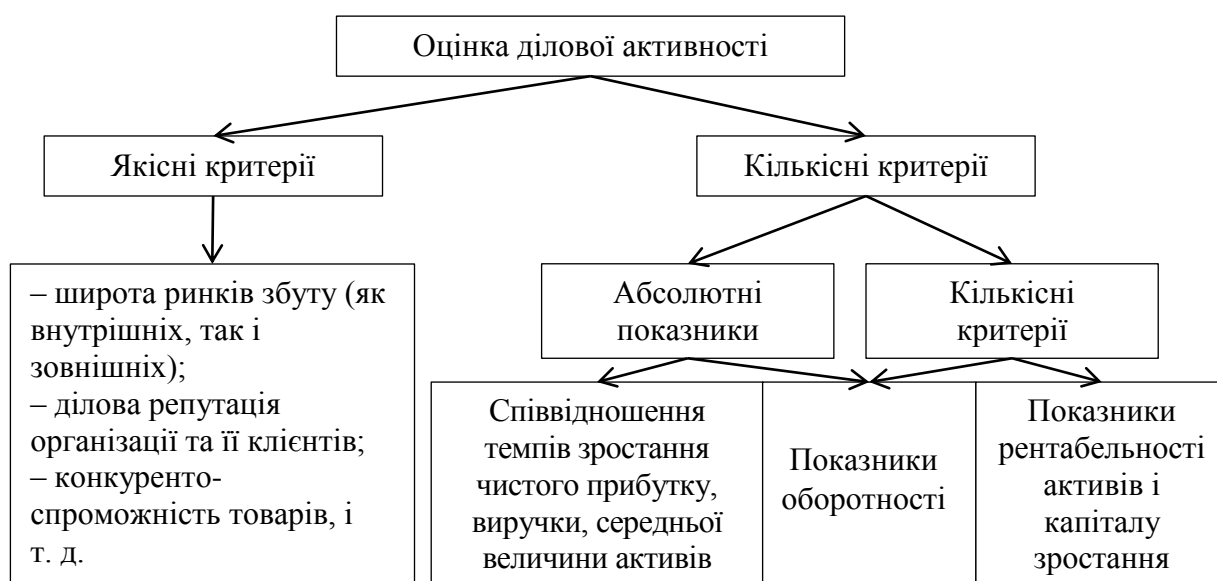 Оцінка ділової активності
Якісні критерії
Кількісні критерії
– широта ринків збуту (як
внутрішніх, так і
зовнішніх);
– ділова репутація
організації та її клієнтів;
– конкуренто-
спроможність товарів, і
т. д.
Абсолютні
показники
Кількісні
критерії
Співвідношення
темпів зростання
чистого прибутку,
виручки, середньої
величини активів
Показники
оборотності
Показники
рентабельності
активів і
капіталу
зростання